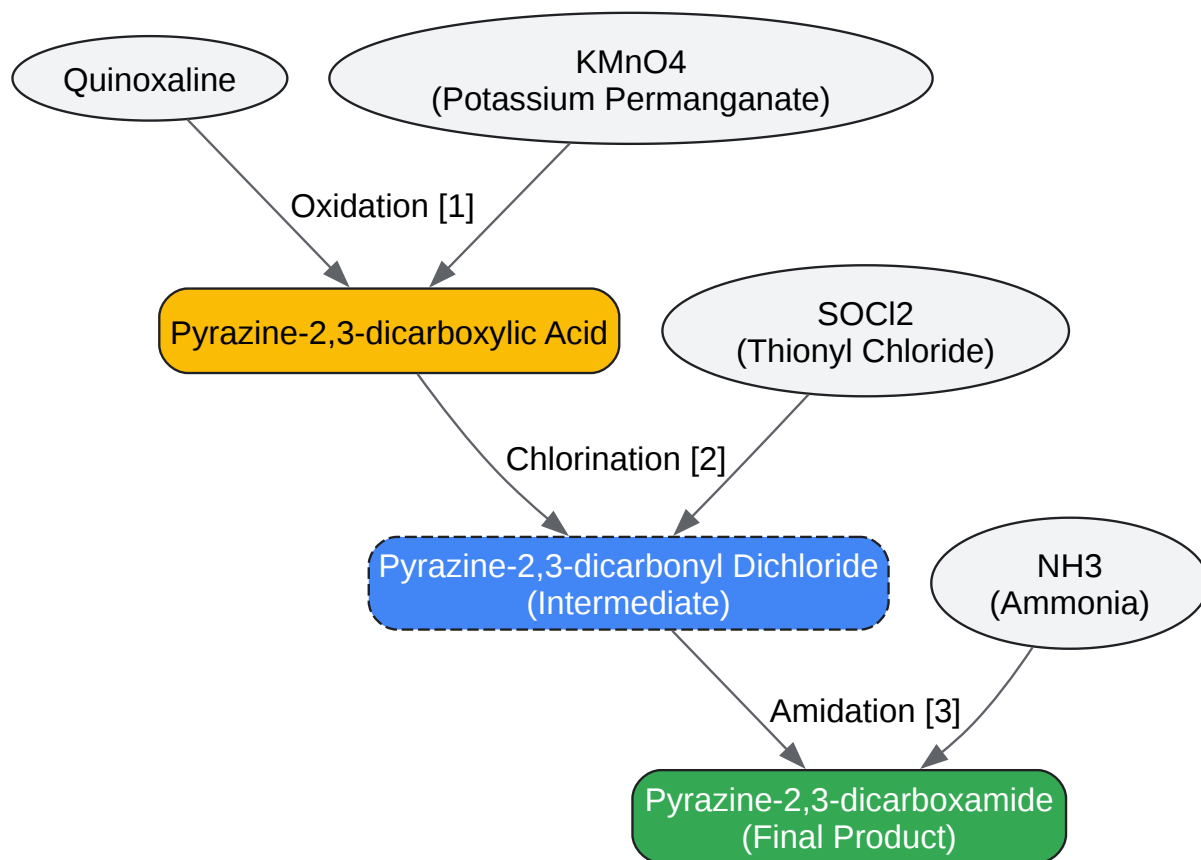 Quinoxaline
KMnO4
(Potassium Permanganate)
Oxidation [1]
Pyrazine-2,3-dicarboxylic Acid
SOCl2
(Thionyl Chloride)
Chlorination [2]
Pyrazine-2,3-dicarbonyl Dichloride
(Intermediate)
NH3
(Ammonia)
Amidation [3]
Pyrazine-2,3-dicarboxamide
(Final Product)